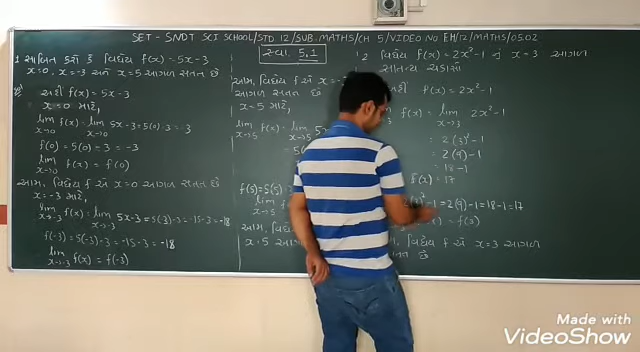 SET - SNDT SCI SCHOOL/STD 12/SUB. MATHS/CH 5/VIDEO NO EH/12/MATHS/05.02
સ્વા. 5.1
1 સાબિત કરો કે વિધેય f(x) = 5x-3
x=0, x=-3 અને x=5 આગળ સતત છે
અહીં f(x) = 5x-3
x=0 માટે,
lim x→0 f(x) = lim x→0 5x-3 = 5(0)-3 = -3
f(0) = 5(0)-3 = -3
lim x→0 f(x) = f(0)
આમ, વિધેય f એ x=0 આગળ સતત છે
x=-3 માટે,
lim x→-3 f(x) = lim x→-3 5x-3 = 5(-3)-3 = -15-3 = -18
f(-3) = 5(-3)-3 = -15-3 = -18
lim x→-3 f(x) = f(-3)
આમ, વિધેય f એ x=-
આગળ સતત છે
x=5 માટે,
lim x→5 f(x) = lim x→5 5x
= 5(
f(5) = 5(5)
lim x→5 f
આમ, વિધેય
x=5 આગ
2 વિધેય f(x) = 2x²-1 નું x=3 આગળ
સાતત્ય ચકાસો
અહીં f(x) = 2x²-1
f(x) = lim x→3 2x²-1
= 2(3)²-1
= 2(9)-1
= 18-1
f(x) = 17
)²-1 = 2(9)-1 = 18-1 = 17
= f(3)
વિધેય f એ x=3 આગળ
સતત છે
Made with
VideoShow